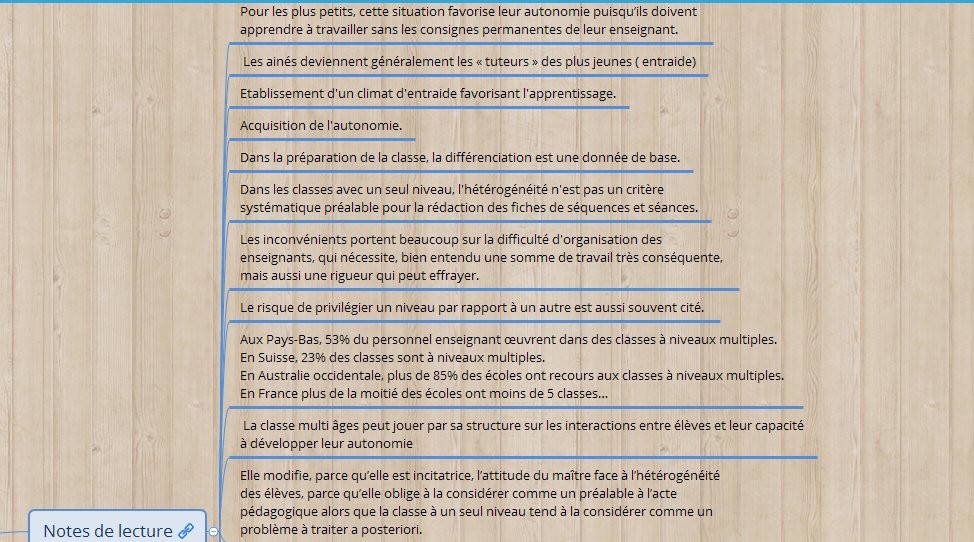 Pour les plus petits, cette situation favorise leur autonomie puisqu'ils doivent
apprendre à travailler sans les consignes permanentes de leur enseignant.
Les ainés deviennent généralement les « tuteurs » des plus jeunes ( entraide)
Etablissement d'un climat d'entraide favorisant l'apprentissage.
Acquisition de l'autonomie.
Dans la préparation de la classe, la différenciation est une donnée de base.
Dans les classes avec un seul niveau, l'hétérogénéité n'est pas un critère
systématique préalable pour la rédaction des fiches de séquences et séances.
Les inconvénients portent beaucoup sur la difficulté d'organisation des
enseignants, qui nécessite, bien entendu une somme de travail très conséquente,
mais aussi une rigueur qui peut effrayer.
Le risque de privilégier un niveau par rapport à un autre est aussi souvent cité.
Aux Pays-Bas, 53% du personnel enseignant œuvrent dans des classes à niveaux multiples.
En Suisse, 23% des classes sont à niveaux multiples.
En Australie occidentale, plus de 85% des écoles ont recours aux classes à niveaux multiples.
En France plus de la moitié des écoles ont moins de 5 classes...
La classe multi âges peut jouer par sa structure sur les interactions entre élèves et leur capacité
à développer leur autonomie
Elle modifie, parce qu'elle est incitatrice, l'attitude du maître face à l'hétérogénéité
des élèves, parce qu'elle oblige à la considérer comme un préalable à l'acte
pédagogique alors que la classe à un seul niveau tend à la considérer comme un
problème à traiter a posteriori.
Notes de lecture